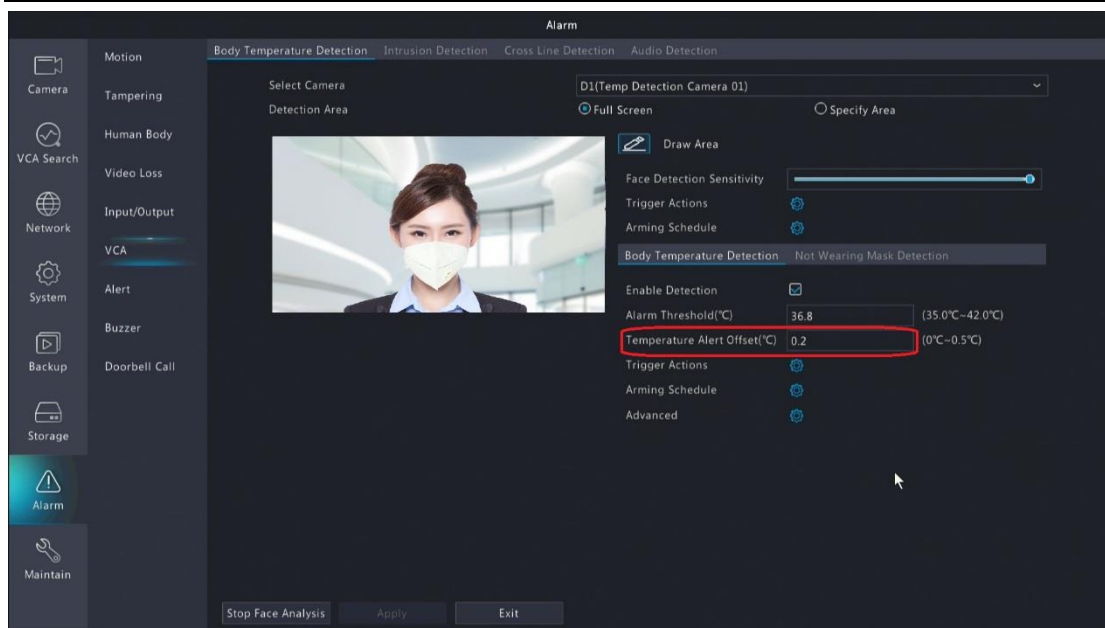 Alarm
Camera
VCA Search
Network
System
Backup
Storage
Alarm
Maintain
Motion
Tampering
Human Body
Video Loss
Input/Output
VCA
Alert
Buzzer
Doorbell Call
Body Temperature Detection Intrusion Detection Cross Line Detection Audio Detection
Select Camera D1(Temp Detection Camera 01)
Detection Area Full Screen Specify Area
Draw Area
Face Detection Sensitivity
Trigger Actions
Arming Schedule
Body Temperature Detection Not Wearing Mask Detection
Enable Detection
Alarm Threshold(℃) 36.8 (35.0℃~42.0℃)
Temperature Alert Offset(℃) 0.2 (0℃~0.5℃)
Trigger Actions
Arming Schedule
Advanced
Stop Face Analysis Apply Exit